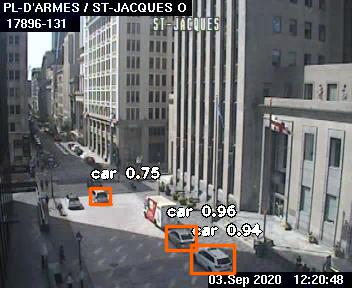 PL-D'ARMES / ST-JACQUES O
17896-131
ST-JACQUES
car 0.75
car 0.96
car 0.94
03.Sep 2020 12:20:48